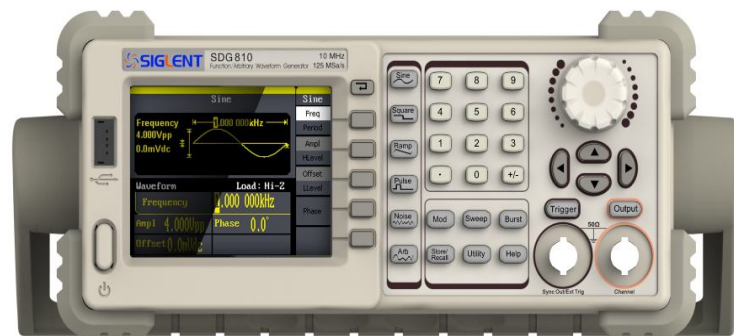 SIGLENT SDG810 10 MHz
Function/Arbitrary Waveform Generator 125 MSa/s
Sine
Frequency 1.000 000kHz
4.000Vpp
0.0mVdc
Waveform Load: Hi-Z
Frequency 1.000 000kHz
Ampl 4.000Vpp Phase 0.0°
Offset 0.0mVdc
Sine
Freq
Period
Ampl
HLevel
Offset
LLevel
Phase
Sine
Square
Ramp
Pulse
Noise
Arb
7 8 9
4 5 6
1 2 3
· 0 +/-
Mod Sweep Burst
Store/Recall Utility Help
Trigger Output
50Ω
Sync Out/Ext Trig Channel